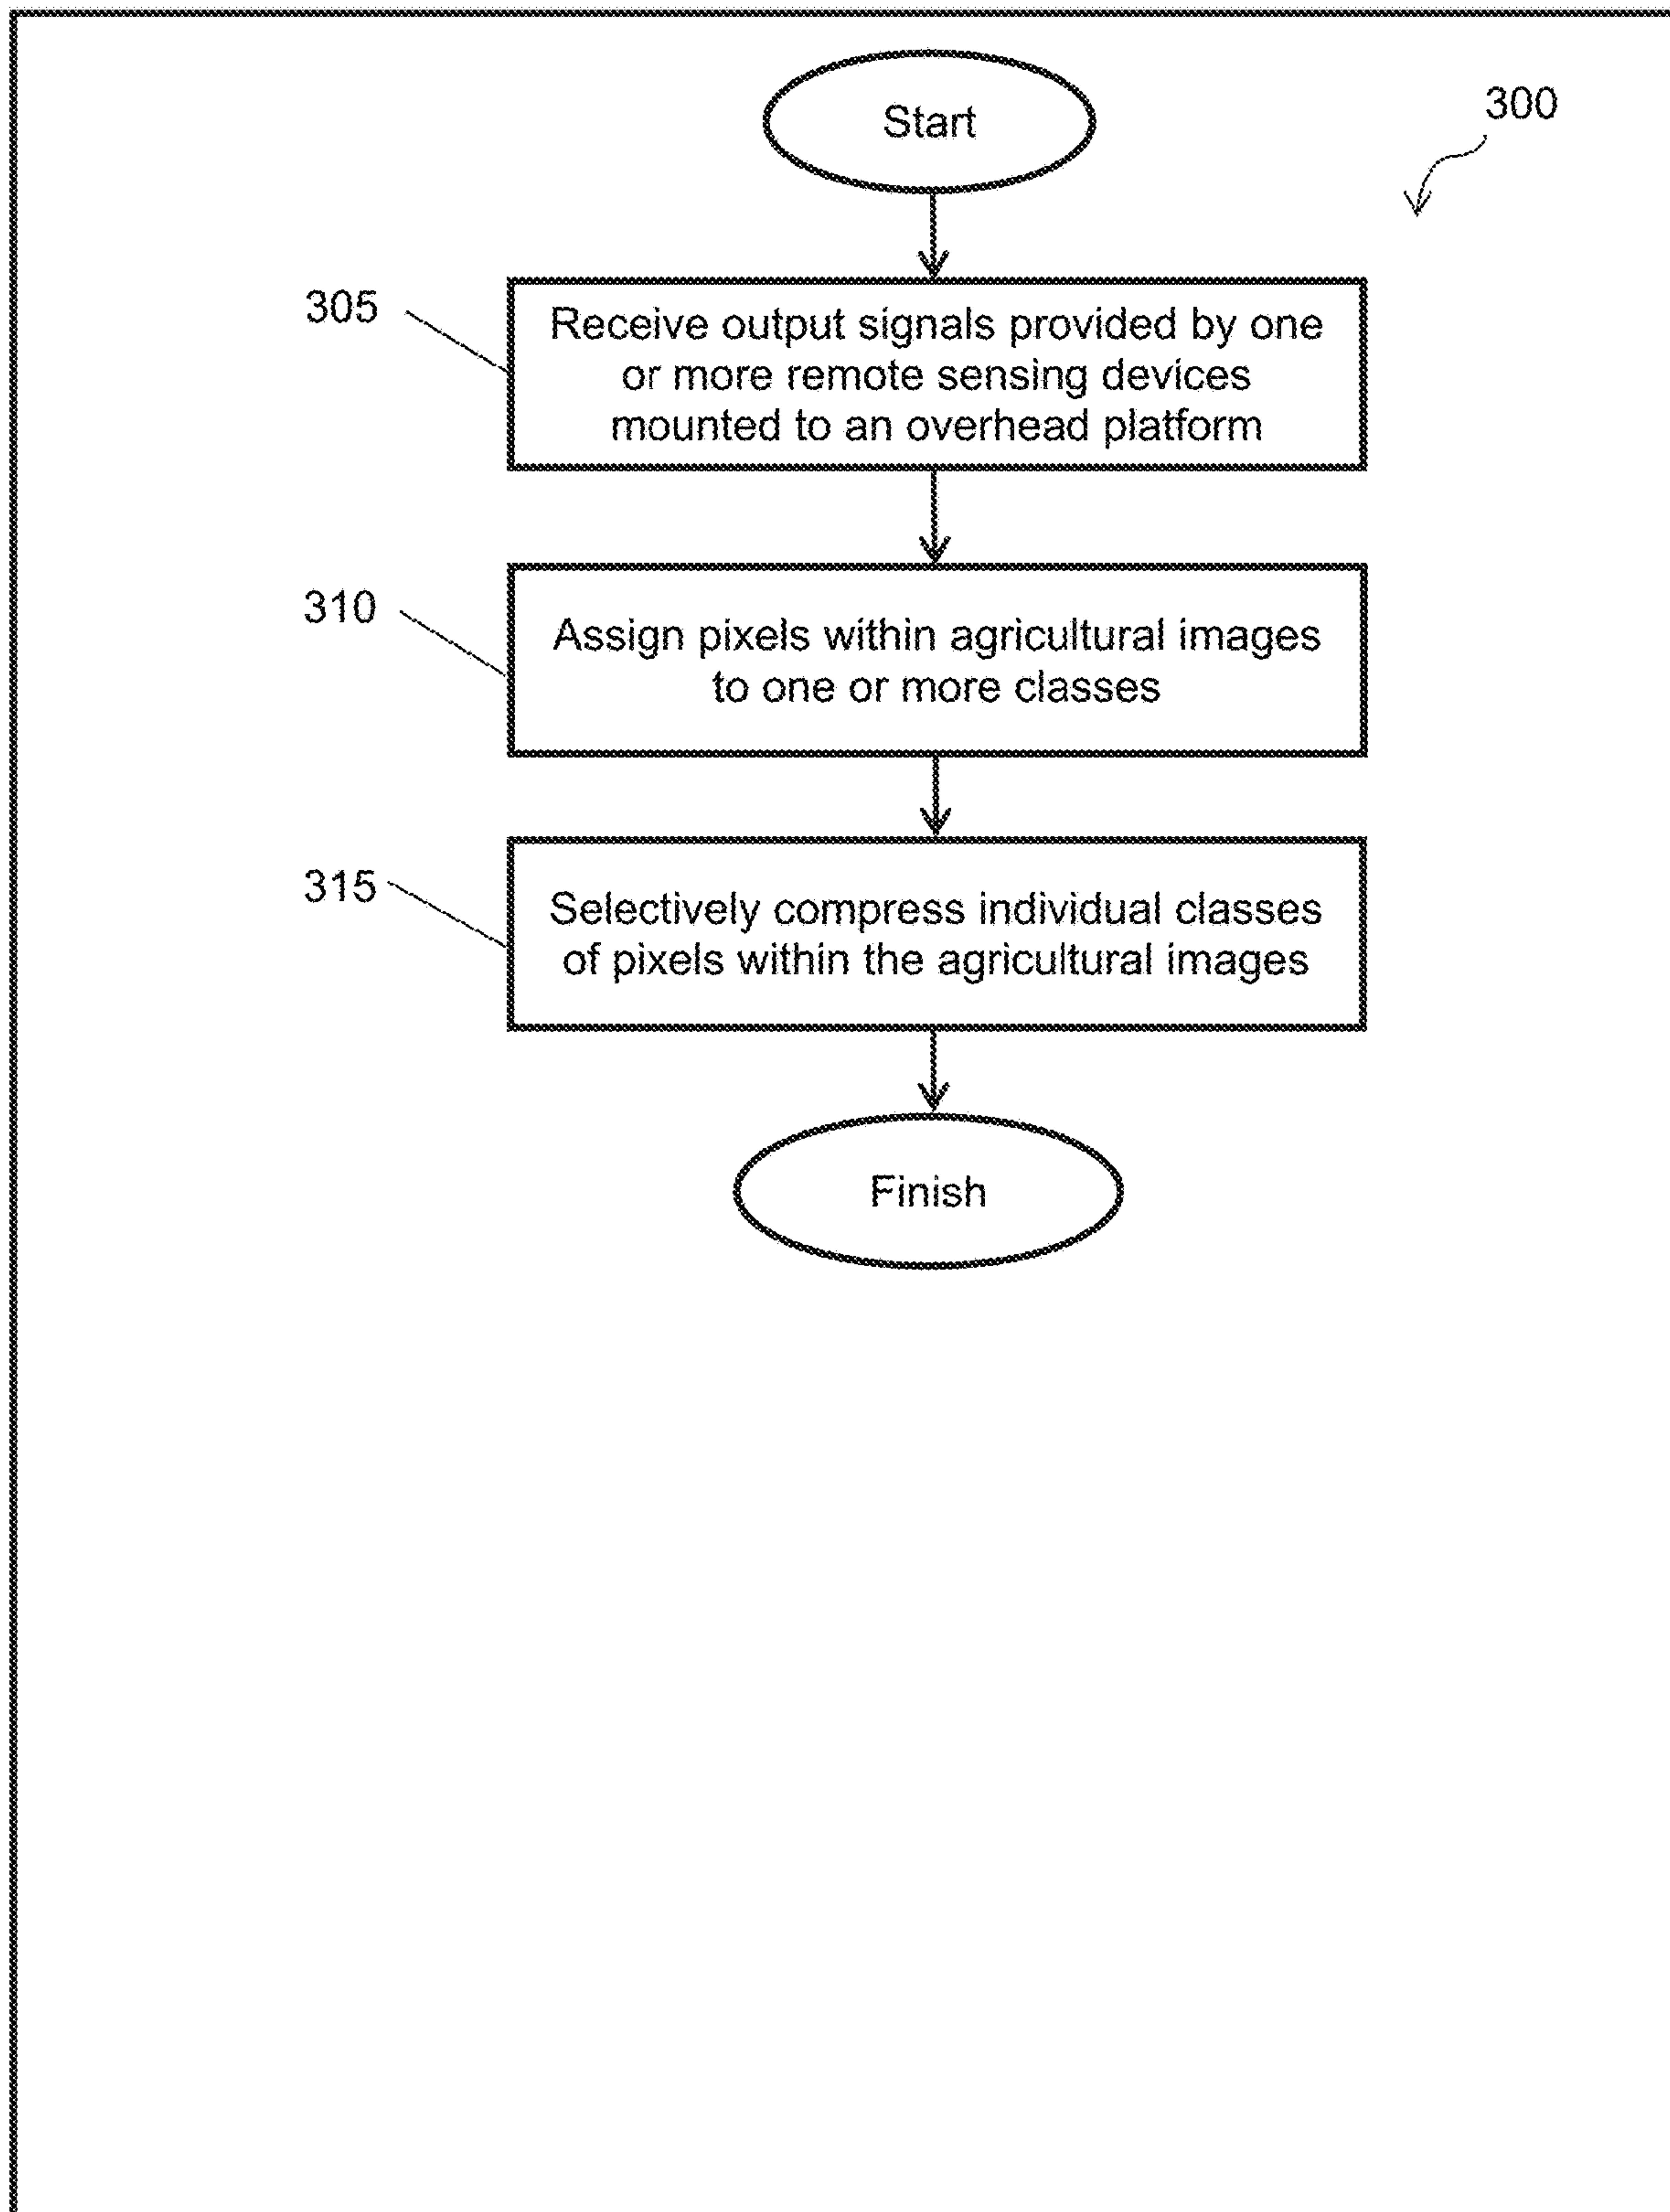 Start
300
305
Receive output signals provided by one
or more remote sensing devices
mounted to an overhead platform
310
Assign pixels within agricultural images
to one or more classes
315
Selectively compress individual classes
of pixels within the agricultural images
Finish